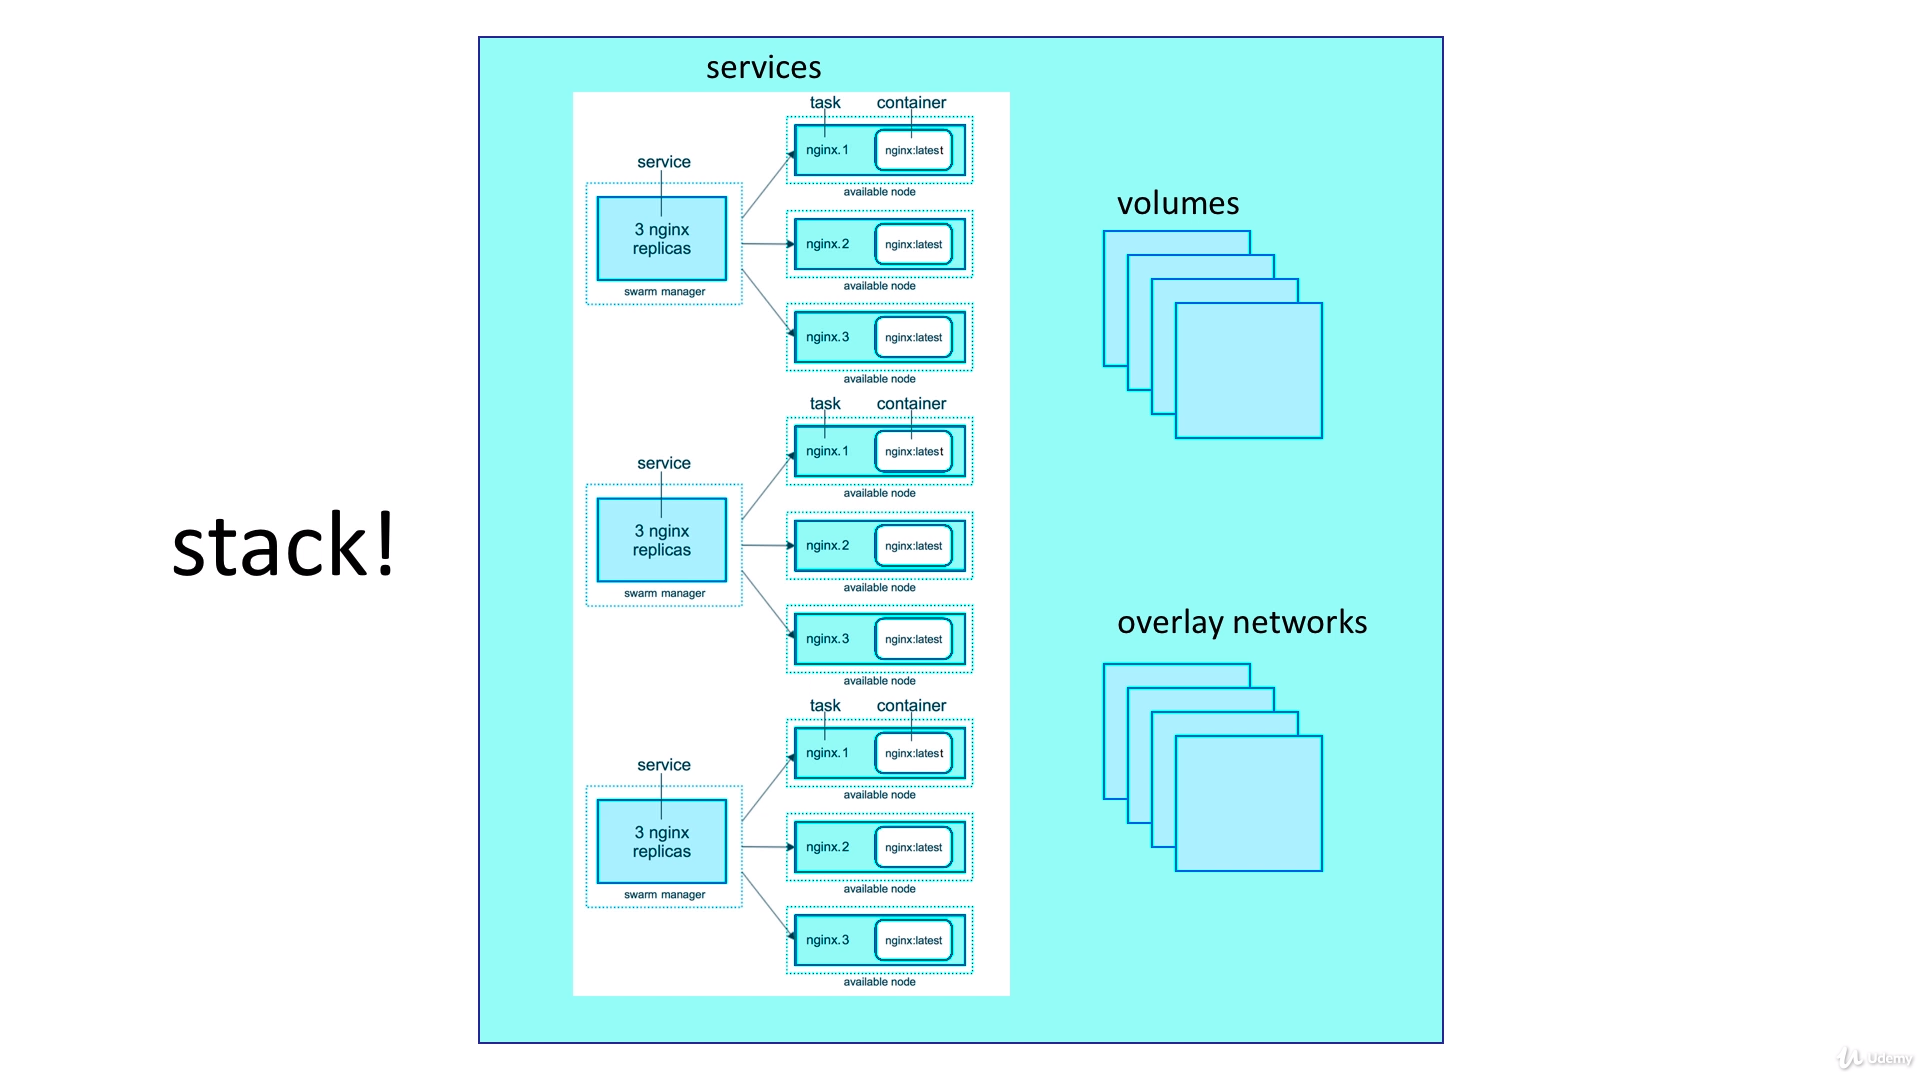 stack!
services
task container
nginx.1 nginx:latest
available node
service
3 nginx
replicas
swarm manager
nginx.2 nginx:latest
available node
nginx.3 nginx:latest
available node
task container
nginx.1 nginx:latest
available node
service
3 nginx
replicas
swarm manager
nginx.2 nginx:latest
available node
nginx.3 nginx:latest
available node
task container
nginx.1 nginx:latest
available node
service
3 nginx
replicas
swarm manager
nginx.2 nginx:latest
available node
nginx.3 nginx:latest
available node
volumes
overlay networks
Udemy